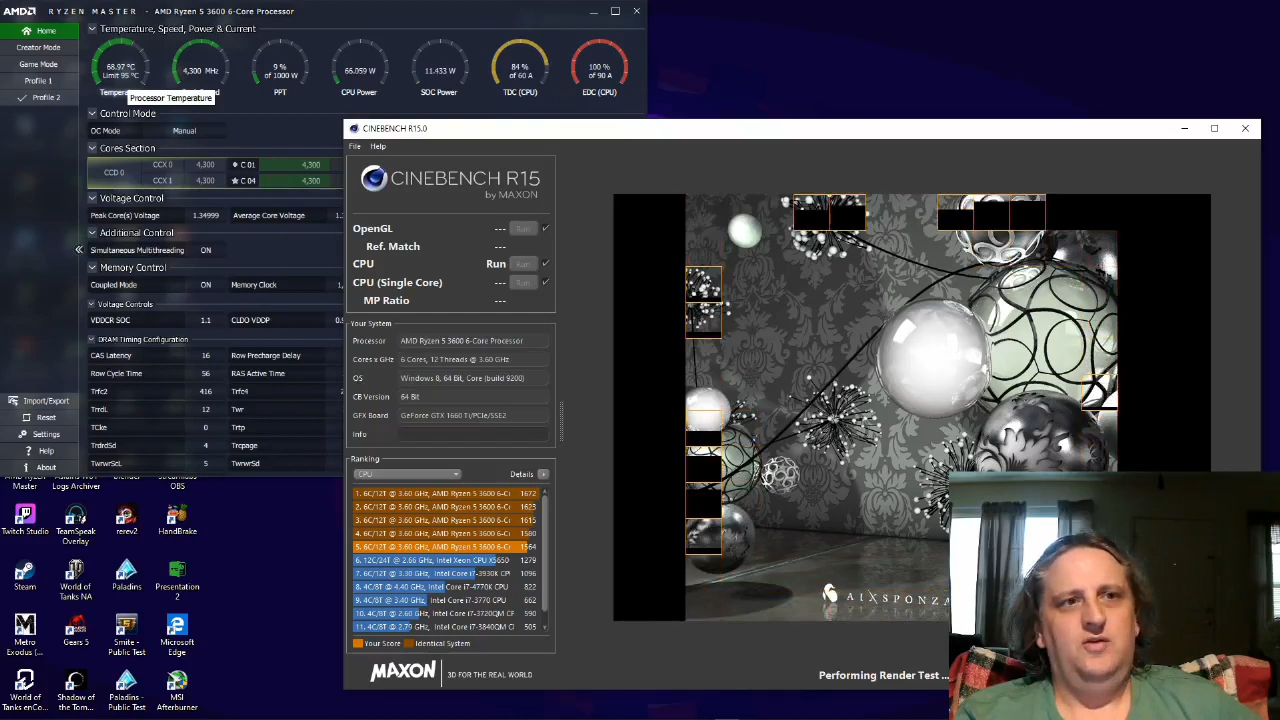 AMD RYZEN MASTER - AMD Ryzen 5 3600 6-Core Processor
Home
Creator Mode
Game Mode
Profile 1
Profile 2
Import/Export
Reset
Settings
Help
About
Temperature, Speed, Power & Current
68.97 °C
Limit 95 °C
4,300 MHz
9 %
of 1000 W
66.059 W
11.433 W
84 %
of 60 A
100 %
of 90 A
PPT
CPU Power
SOC Power
TDC (CPU)
EDC (CPU)
Processor Temperature
Control Mode
OC Mode Manual
Cores Section
CCD 0
CCX 0 4,300 C 01 4,300
CCX 1 4,300 C 04 4,300
Voltage Control
Peak Core(s) Voltage 1.34999 Average Core Voltage
Additional Control
Simultaneous Multithreading ON
Memory Control
Coupled Mode ON Memory Clock
Voltage Controls
VDDCR SOC 1.1 CLDO VDDP
DRAM Timing Configuration
CAS Latency 16 Row Precharge Delay
Row Cycle Time 56 RAS Active Time
Trfc2 416 Trfc4
TrrdL 12 Twr
TCke 0 Trtp
TrdrdSd 4 Trcpage
TwrwrScL 5 TwrwrSd
CINEBENCH R15.0
File Help
CINEBENCH R15
by MAXON
OpenGL --- Run
Ref. Match ---
CPU Run Run
CPU (Single Core) --- Run
MP Ratio ---
Your System
Processor AMD Ryzen 5 3600 6-Core Processor
Cores x GHz 6 Cores, 12 Threads @ 3.60 GHz
OS Windows 8, 64 Bit, Core (build 9200)
CB Version 64 Bit
GFX Board GeForce GTX 1660 Ti/PCIe/SSE2
Info
Ranking
CPU Details
1. 6C/12T @ 3.60 GHz, AMD Ryzen 5 3600 6-C 1672
2. 6C/12T @ 3.60 GHz, AMD Ryzen 5 3600 6-C 1623
3. 6C/12T @ 3.60 GHz, AMD Ryzen 5 3600 6-C 1615
4. 6C/12T @ 3.60 GHz, AMD Ryzen 5 3600 6-C 1580
5. 6C/12T @ 3.60 GHz, AMD Ryzen 5 3600 6-C 1564
6. 12C/24T @ 2.66 GHz, Intel Xeon CPU X5650 1279
7. 6C/12T @ 3.30 GHz, Intel Core i7-3930K CPU 1096
8. 4C/8T @ 4.40 GHz, Intel Core i7-4770K CPU 822
9. 4C/8T @ 3.40 GHz, Intel Core i7-3770 CPU 662
10. 4C/8T @ 2.60 GHz, Intel Core i7-3720QM CP 590
11. 4C/8T @ 2.79 GHz, Intel Core i7-3840QM CP 505
Your Score Identical System
MAXON 3D FOR THE REAL WORLD
AIXSPONZA
Performing Render Test ...
Master Logs Archiver Blender OBS
Twitch Studio
TeamSpeak Overlay
rerev2
HandBrake
Steam
World of Tanks NA
Paladins
Presentation 2
Metro Exodus
Gears 5
Smite - Public Test
Microsoft Edge
World of Tanks enCo...
Shadow of the Tom...
Paladins - Public Test
MSI Afterburner